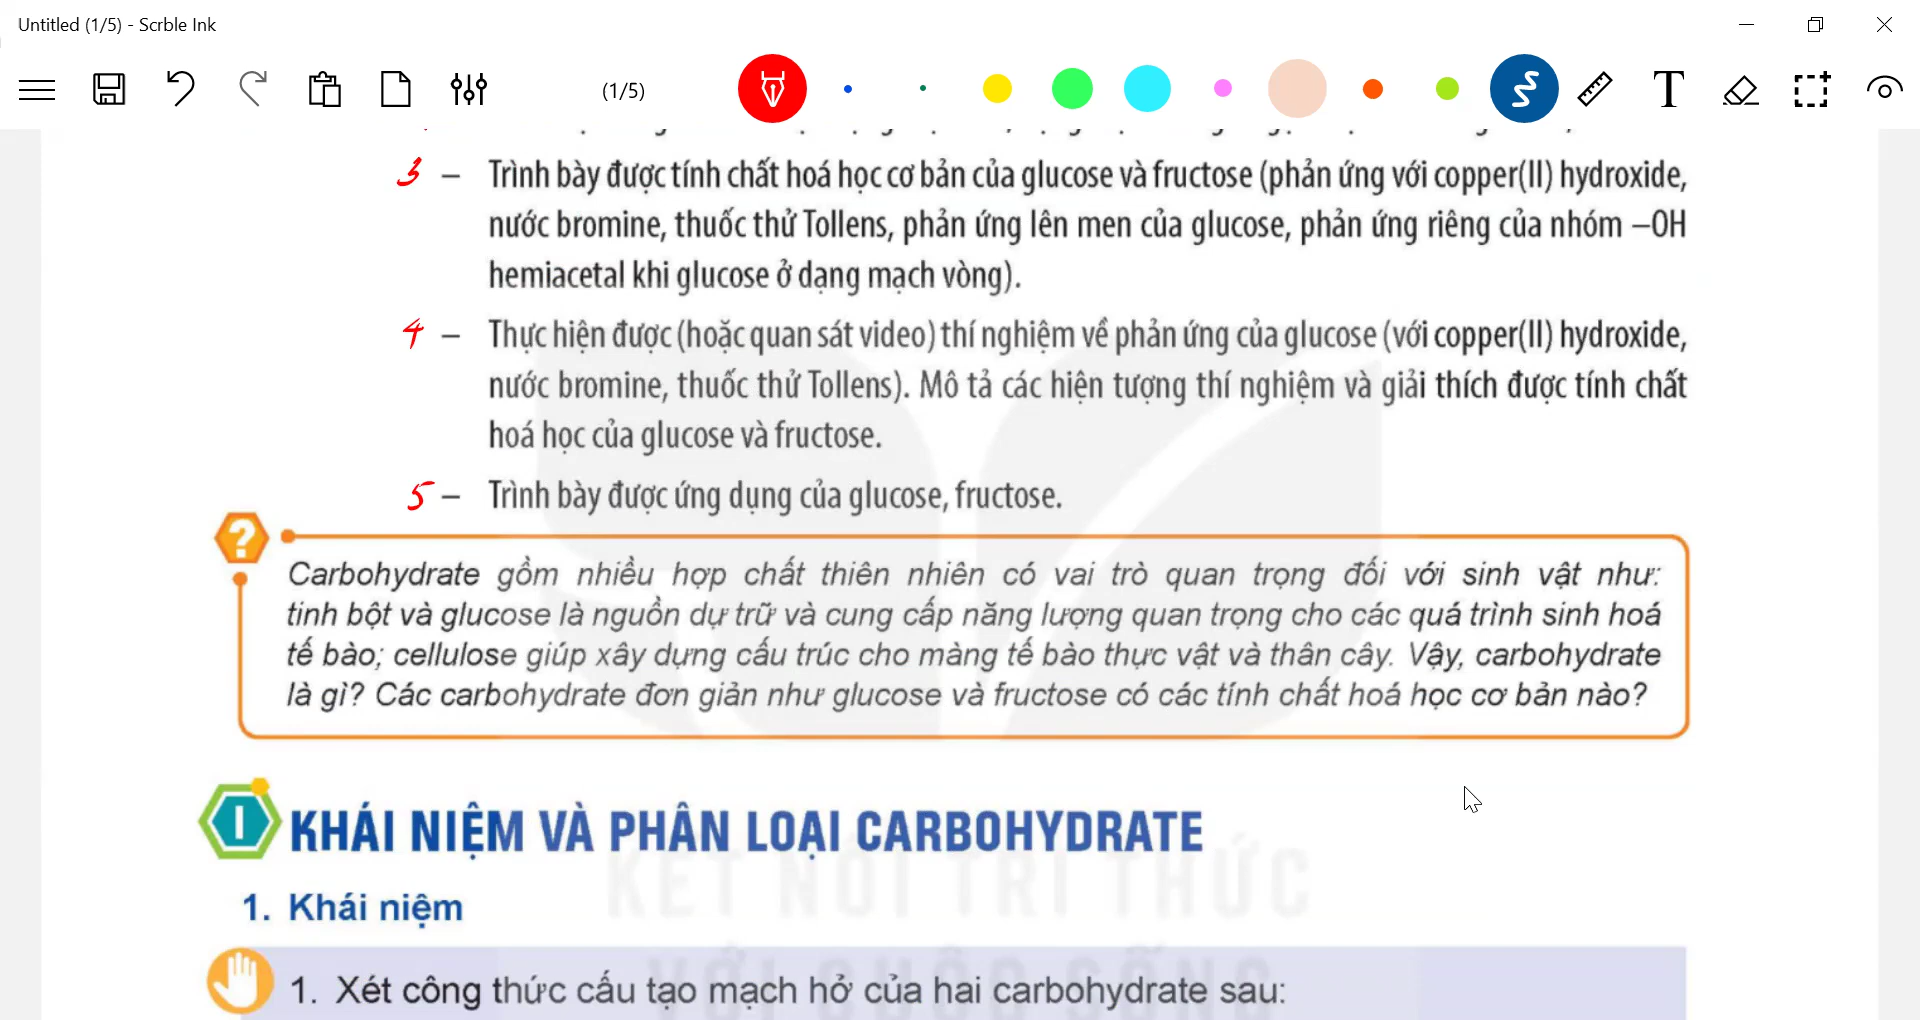 Untitled (1/5) - Scrble Ink
(1/5)
T
3 – Trình bày được tính chất hoá học cơ bản của glucose và fructose (phản ứng với copper(II) hydroxide,
nước bromine, thuốc thử Tollens, phản ứng lên men của glucose, phản ứng riêng của nhóm –OH
hemiacetal khi glucose ở dạng mạch vòng).
4 – Thực hiện được (hoặc quan sát video) thí nghiệm về phản ứng của glucose (với copper(II) hydroxide,
nước bromine, thuốc thử Tollens). Mô tả các hiện tượng thí nghiệm và giải thích được tính chất
hoá học của glucose và fructose.
5 – Trình bày được ứng dụng của glucose, fructose.
?
Carbohydrate gồm nhiều hợp chất thiên nhiên có vai trò quan trọng đối với sinh vật như:
tinh bột và glucose là nguồn dự trữ và cung cấp năng lượng quan trọng cho các quá trình sinh hoá
tế bào; cellulose giúp xây dựng cấu trúc cho màng tế bào thực vật và thân cây. Vậy, carbohydrate
là gì? Các carbohydrate đơn giản như glucose và fructose có các tính chất hoá học cơ bản nào?
I KHÁI NIỆM VÀ PHÂN LOẠI CARBOHYDRATE
KẾT NỐI TRI THỨC
1. Khái niệm
VỚI CUỘC SỐNG
1. Xét công thức cấu tạo mạch hở của hai carbohydrate sau: